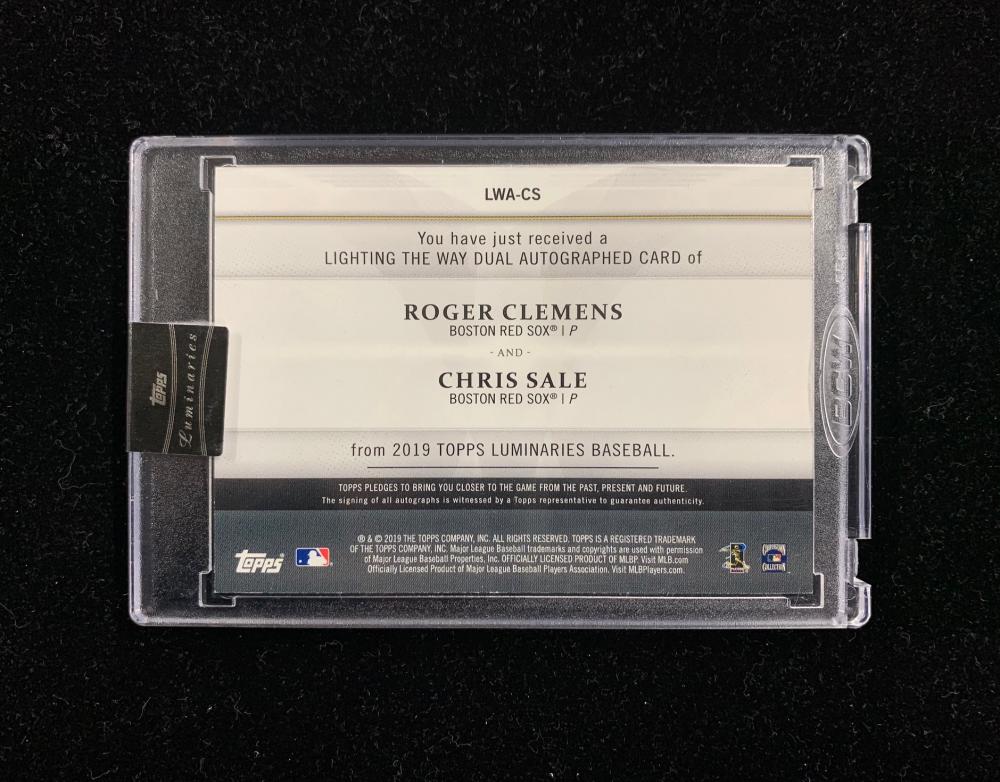 LWA-CS
You have just received a
LIGHTING THE WAY DUAL AUTOGRAPHED CARD of
ROGER CLEMENS
BOSTON RED SOX® | P
- AND -
CHRIS SALE
BOSTON RED SOX® | P
from 2019 TOPPS LUMINARIES BASEBALL.
TOPPS PLEDGES TO BRING YOU CLOSER TO THE GAME FROM THE PAST, PRESENT AND FUTURE.
The signing of all autographs is witnessed by a Topps representative to guarantee authenticity.
® & © 2019 THE TOPPS COMPANY, INC. ALL RIGHTS RESERVED. TOPPS IS A REGISTERED TRADEMARK
OF THE TOPPS COMPANY, INC. Major League Baseball trademarks and copyrights are used with permission
of Major League Baseball Properties, Inc. OFFICIALLY LICENSED PRODUCT OF MLBP. Visit MLB.com
Officially Licensed Product of Major League Baseball Players Association. Visit MLBPlayers.com.
topps®
COOPERSTOWN
COLLECTION
topps
Luminaries
BCW